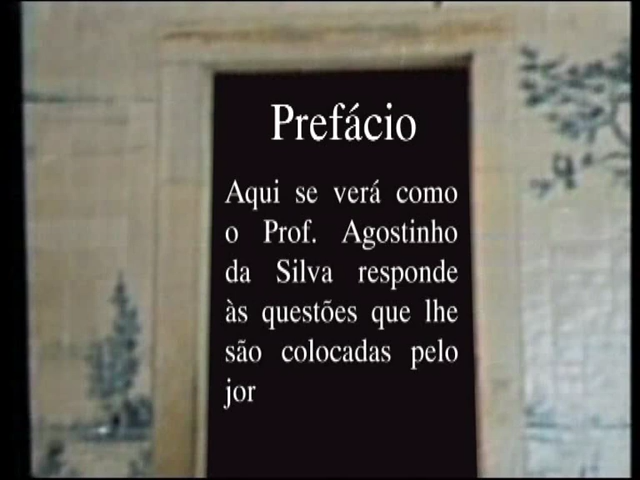 Prefácio
Aqui se verá como
o Prof. Agostinho
da Silva responde
às questões que lhe
são colocadas pelo
jor